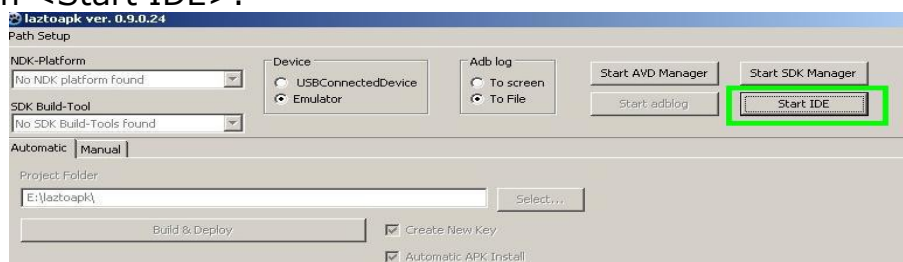 <Start IDE>.
laztoapk ver. 0.9.0.24
Path Setup
NDK-Platform
No NDK platform found
SDK Build-Tool
No SDK Build-Tools found
Device
USBConnectedDevice
Emulator
Adb log
To screen
To File
Start AVD Manager
Start SDK Manager
Start adblog
Start IDE
Automatic
Manual
Project Folder
E:\laztoapk\
Select...
Build & Deploy
Create New Key
Automatic APK Install